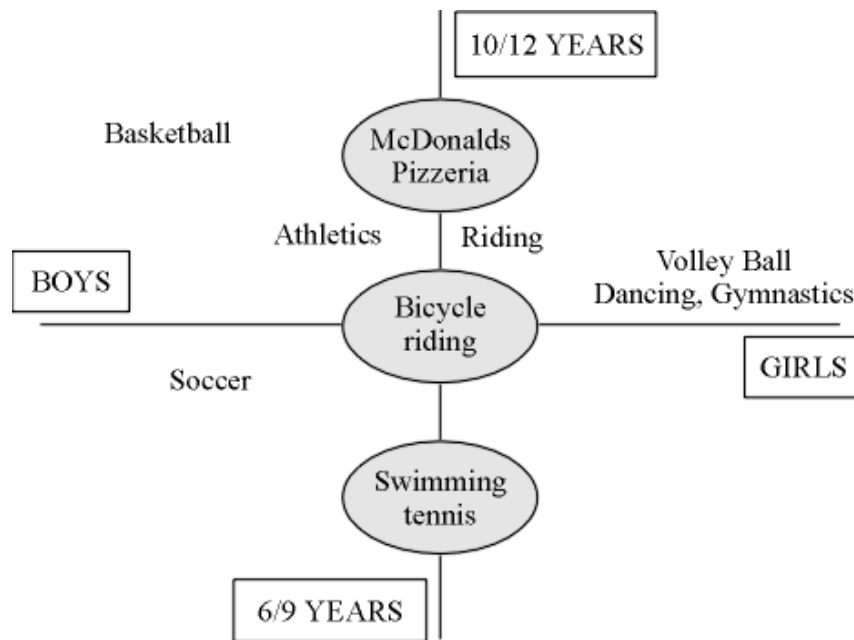 10/12 YEARS
Basketball
McDonalds
Pizzeria
Athletics
Riding
Volley Ball
Dancing, Gymnastics
BOYS
Bicycle
riding
GIRLS
Soccer
Swimming
tennis
6/9 YEARS